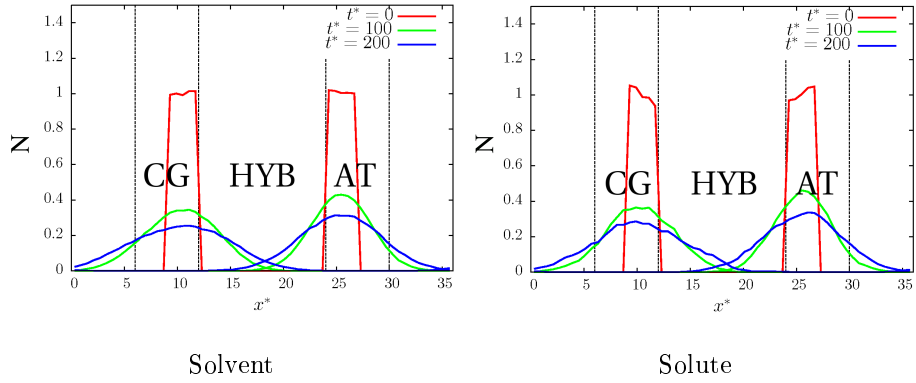 t* = 0
t* = 100
t* = 200
1.4
1.2
1
0.8
0.6
0.4
0.2
0
N
CG HYB AT
0 5 10 15 20 25 30 35
x*
Solvent
t* = 0
t* = 100
t* = 200
1.4
1.2
1
0.8
0.6
0.4
0.2
0
N
CG HYB AT
0 5 10 15 20 25 30 35
x*
Solute